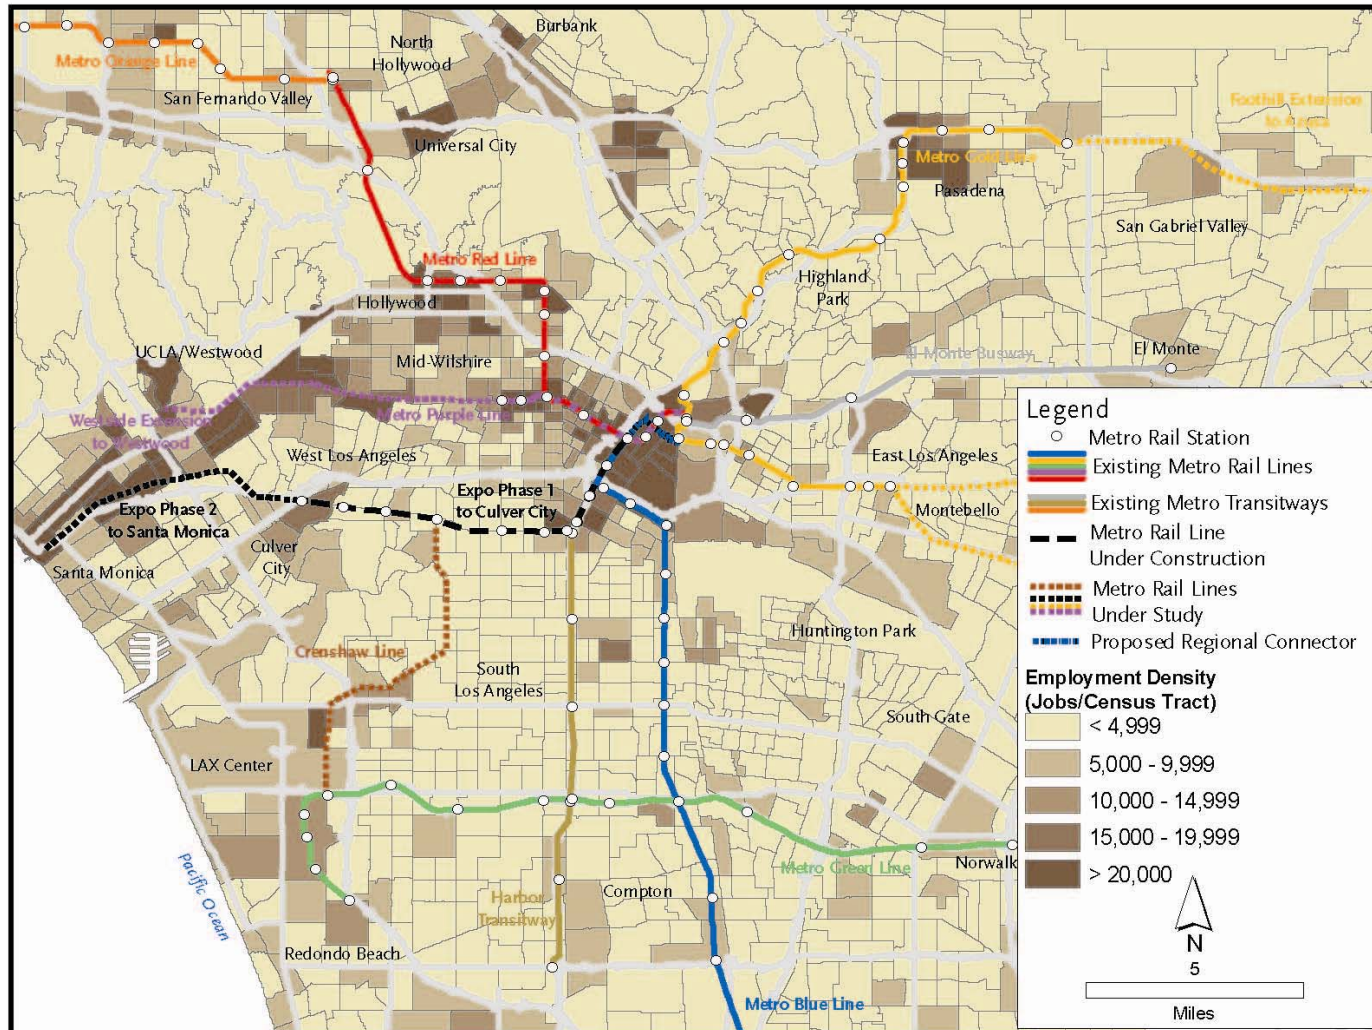 Burbank
North
Hollywood
Metro Orange Line
San Fernando Valley
Foothill Extension
to Azusa
Universal City
Metro Gold Line
Pasadena
San Gabriel Valley
Metro Red Line
Highland
Park
Hollywood
UCLA/Westwood
Mid-Wilshire
El Monte Busway
El Monte
Westside Extension
to Westwood
Metro Purple Line
West Los Angeles
East Los Angeles
Expo Phase 1
to Culver City
Expo Phase 2
to Santa Monica
Montebello
Culver
City
Santa Monica
Huntington Park
Crenshaw Line
South
Los Angeles
South Gate
LAX Center
Pacific Ocean
Metro Green Line
Norwalk
Compton
Harbor
Transitway
Redondo Beach
Metro Blue Line
Legend
Metro Rail Station
Existing Metro Rail Lines
Existing Metro Transitways
Metro Rail Line
Under Construction
Metro Rail Lines
Under Study
Proposed Regional Connector
Employment Density
(Jobs/Census Tract)
< 4,999
5,000 - 9,999
10,000 - 14,999
15,000 - 19,999
> 20,000
N
5
Miles